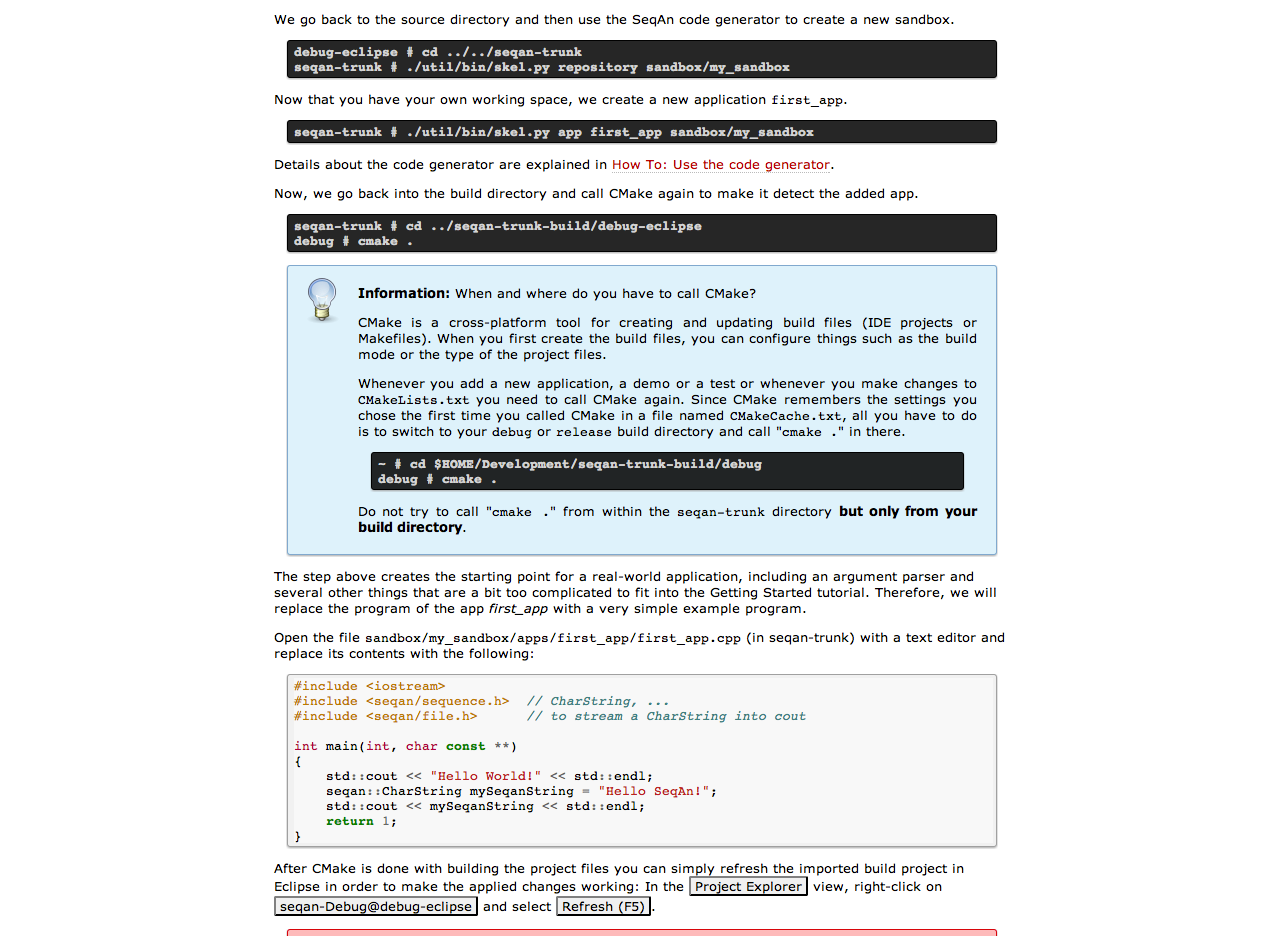 We go back to the source directory and then use the SeqAn code generator to create a new sandbox.
debug-eclipse # cd ../../seqan-trunk
seqan-trunk # ./util/bin/skel.py repository sandbox/my_sandbox
Now that you have your own working space, we create a new application first_app.
seqan-trunk # ./util/bin/skel.py app first_app sandbox/my_sandbox
Details about the code generator are explained in How To: Use the code generator.
Now, we go back into the build directory and call CMake again to make it detect the added app.
seqan-trunk # cd ../seqan-trunk-build/debug-eclipse
debug # cmake .
Information: When and where do you have to call CMake?
CMake is a cross-platform tool for creating and updating build files (IDE projects or
Makefiles). When you first create the build files, you can configure things such as the build
mode or the type of the project files.
Whenever you add a new application, a demo or a test or whenever you make changes to
CMakeLists.txt you need to call CMake again. Since CMake remembers the settings you
chose the first time you called CMake in a file named CMakeCache.txt, all you have to do
is to switch to your debug or release build directory and call "cmake ." in there.
~ # cd $HOME/Development/seqan-trunk-build/debug
debug # cmake .
Do not try to call "cmake ." from within the seqan-trunk directory but only from your
build directory.
The step above creates the starting point for a real-world application, including an argument parser and
several other things that are a bit too complicated to fit into the Getting Started tutorial. Therefore, we will
replace the program of the app first_app with a very simple example program.
Open the file sandbox/my_sandbox/apps/first_app/first_app.cpp (in seqan-trunk) with a text editor and
replace its contents with the following:
#include <iostream>
#include <seqan/sequence.h>  // CharString, ...
#include <seqan/file.h>      // to stream a CharString into cout
int main(int, char const **)
{
    std::cout << "Hello World!" << std::endl;
    seqan::CharString mySeqanString = "Hello SeqAn!";
    std::cout << mySeqanString << std::endl;
    return 1;
}
After CMake is done with building the project files you can simply refresh the imported build project in
Eclipse in order to make the applied changes working: In the Project Explorer view, right-click on
seqan-Debug@debug-eclipse and select Refresh (F5).